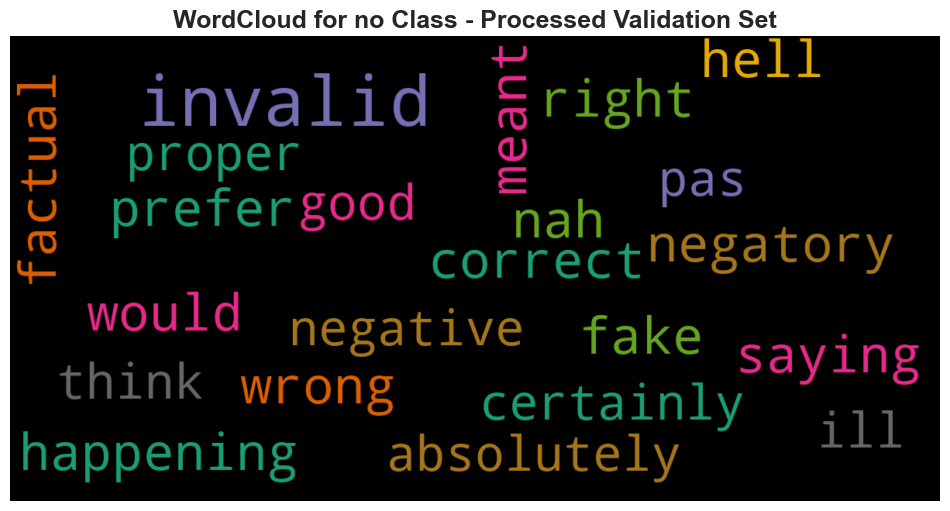 WordCloud for no Class - Processed Validation Set
hell
invalid
meant
right
factual
proper
pas
prefer
good
nah
negatory
correct
would
negative
fake
saying
think
wrong
certainly
ill
happening
absolutely